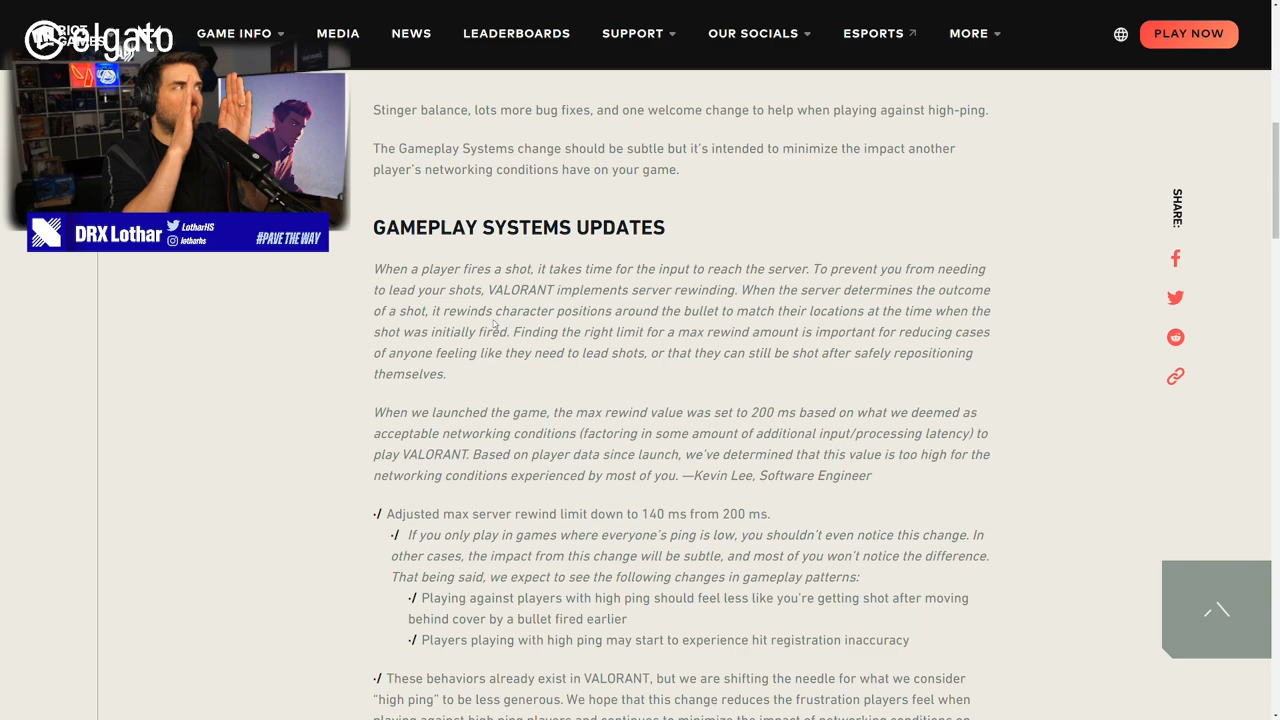 RIOT GAMES
elgato
GAME INFO
MEDIA
NEWS
LEADERBOARDS
SUPPORT
OUR SOCIALS
ESPORTS
MORE
PLAY NOW
DRX Lothar
LotharHS
lotharhs
#PAVE THE WAY
Stinger balance, lots more bug fixes, and one welcome change to help when playing against high-ping.
The Gameplay Systems change should be subtle but it's intended to minimize the impact another
player's networking conditions have on your game.
GAMEPLAY SYSTEMS UPDATES
When a player fires a shot, it takes time for the input to reach the server. To prevent you from needing
to lead your shots, VALORANT implements server rewinding. When the server determines the outcome
of a shot, it rewinds character positions around the bullet to match their locations at the time when the
shot was initially fired. Finding the right limit for a max rewind amount is important for reducing cases
of anyone feeling like they need to lead shots, or that they can still be shot after safely repositioning
themselves.
When we launched the game, the max rewind value was set to 200 ms based on what we deemed as
acceptable networking conditions (factoring in some amount of additional input/processing latency) to
play VALORANT. Based on player data since launch, we've determined that this value is too high for the
networking conditions experienced by most of you. —Kevin Lee, Software Engineer
Adjusted max server rewind limit down to 140 ms from 200 ms.
If you only play in games where everyone's ping is low, you shouldn't even notice this change. In
other cases, the impact from this change will be subtle, and most of you won't notice the difference.
That being said, we expect to see the following changes in gameplay patterns:
Playing against players with high ping should feel less like you're getting shot after moving
behind cover by a bullet fired earlier
Players playing with high ping may start to experience hit registration inaccuracy
These behaviors already exist in VALORANT, but we are shifting the needle for what we consider
"high ping" to be less generous. We hope that this change reduces the frustration players feel when
playing against high ping players and continues to minimize the impact of networking conditions on
SHARE: